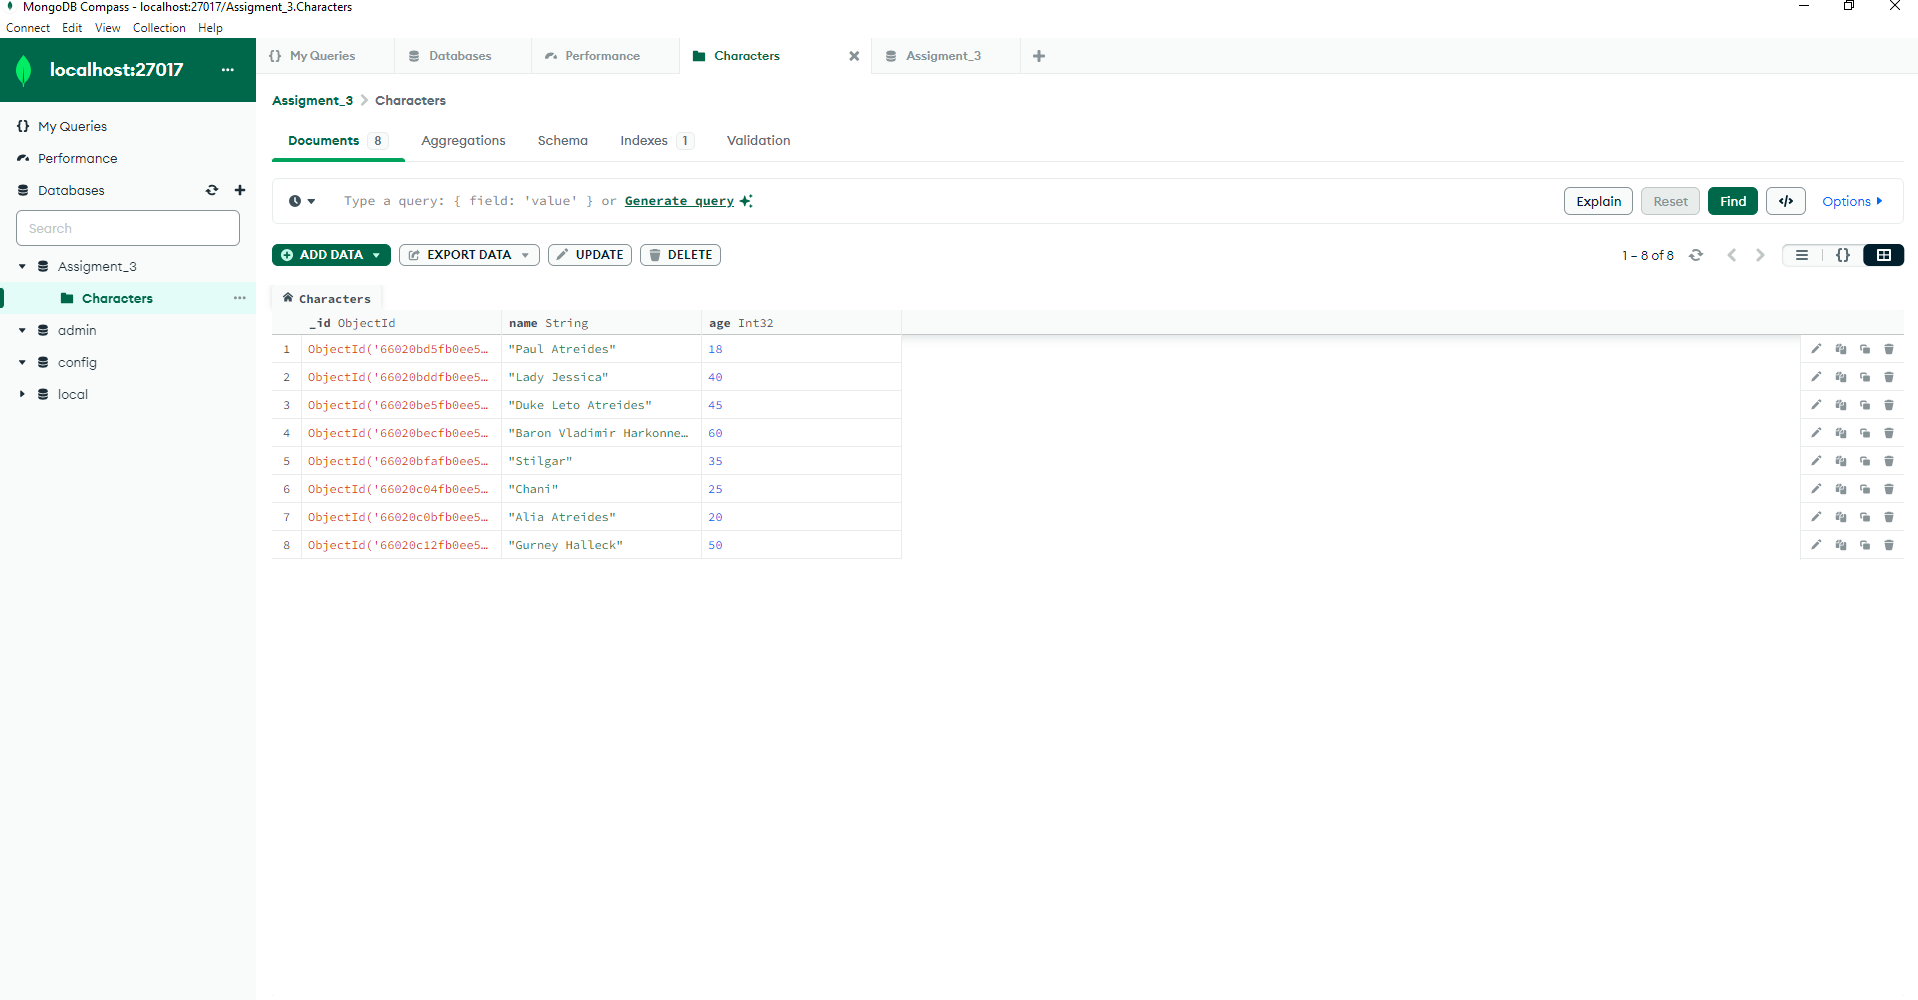 MongoDB Compass - localhost:27017/Assigment_3.Characters
Connect Edit View Collection Help
localhost:27017 ...
{} My Queries
Performance
Databases
Search
Assigment_3
Characters ...
admin
config
local
{} My Queries Databases Performance Characters Assigment_3
Assigment_3 > Characters
Documents 8 Aggregations Schema Indexes 1 Validation
Type a query: { field: 'value' } or Generate query
Explain Reset Find </> Options
ADD DATA EXPORT DATA UPDATE DELETE
1 – 8 of 8 {}
Characters
_id ObjectId name String age Int32
1 ObjectId('66020bd5fb0ee5… "Paul Atreides" 18
2 ObjectId('66020bddfb0ee5… "Lady Jessica" 40
3 ObjectId('66020be5fb0ee5… "Duke Leto Atreides" 45
4 ObjectId('66020becfb0ee5… "Baron Vladimir Harkonne… 60
5 ObjectId('66020bfafb0ee5… "Stilgar" 35
6 ObjectId('66020c04fb0ee5… "Chani" 25
7 ObjectId('66020c0bfb0ee5… "Alia Atreides" 20
8 ObjectId('66020c12fb0ee5… "Gurney Halleck" 50